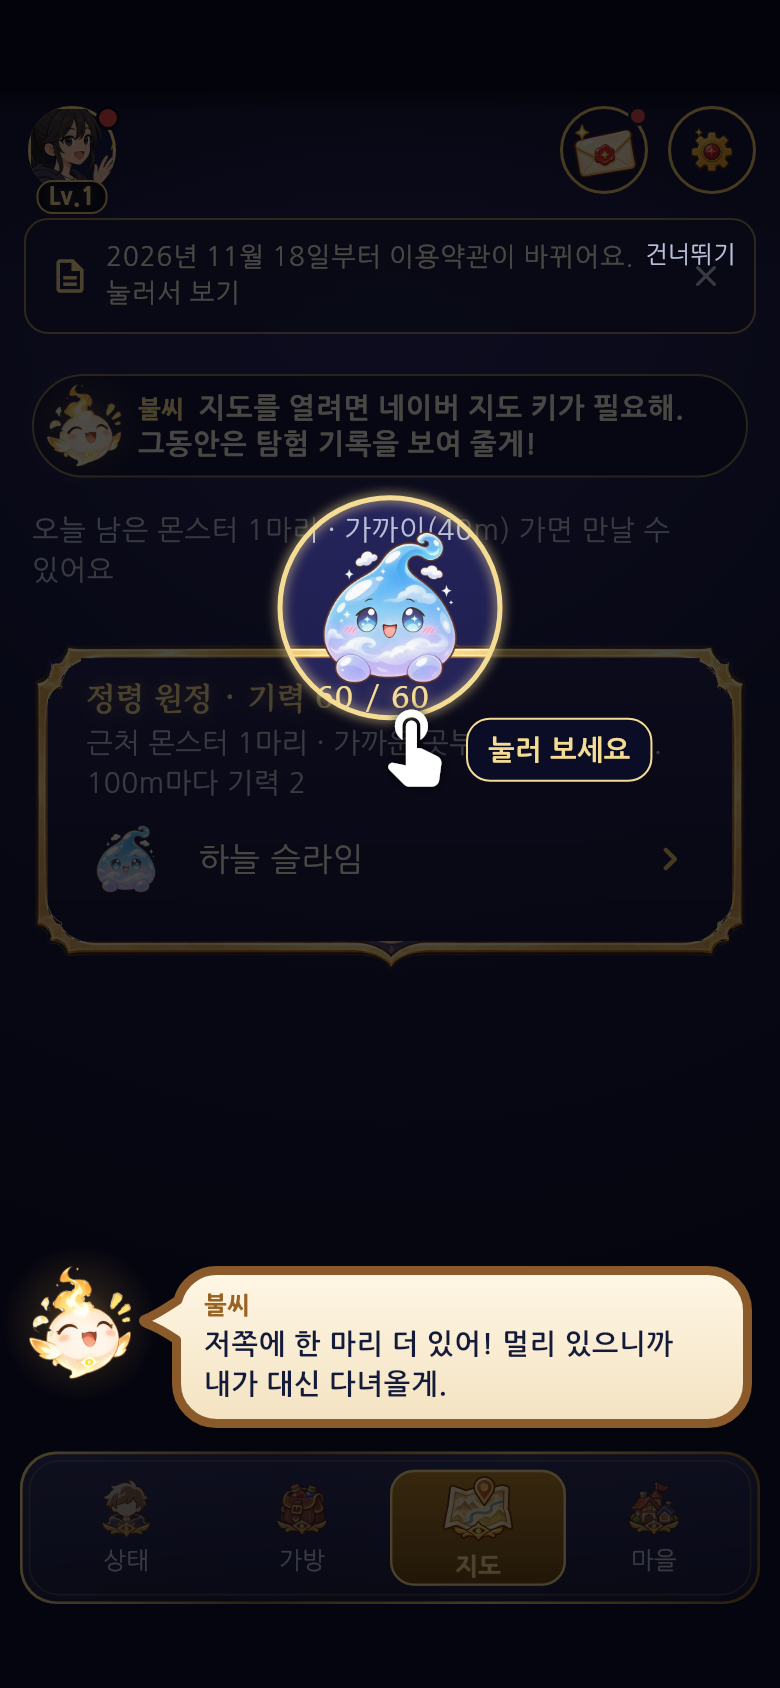 Lv.1
2026년 11월 18일부터 이용약관이 바뀌어요.
건너뛰기
눌러서 보기
불씨 지도를 열려면 네이버 지도 키가 필요해.
그동안은 탐험 기록을 보여 줄게!
오늘 남은 몬스터 1마리 · 가까이(40m) 가면 만날 수
있어요
정령 원정 · 기력 60 / 60
근처 몬스터 1마리 · 가까운 곳부
100m마다 기력 2
눌러 보세요
하늘 슬라임
불씨
저쪽에 한 마리 더 있어! 멀리 있으니까
내가 대신 다녀올게.
상태
가방
지도
마을